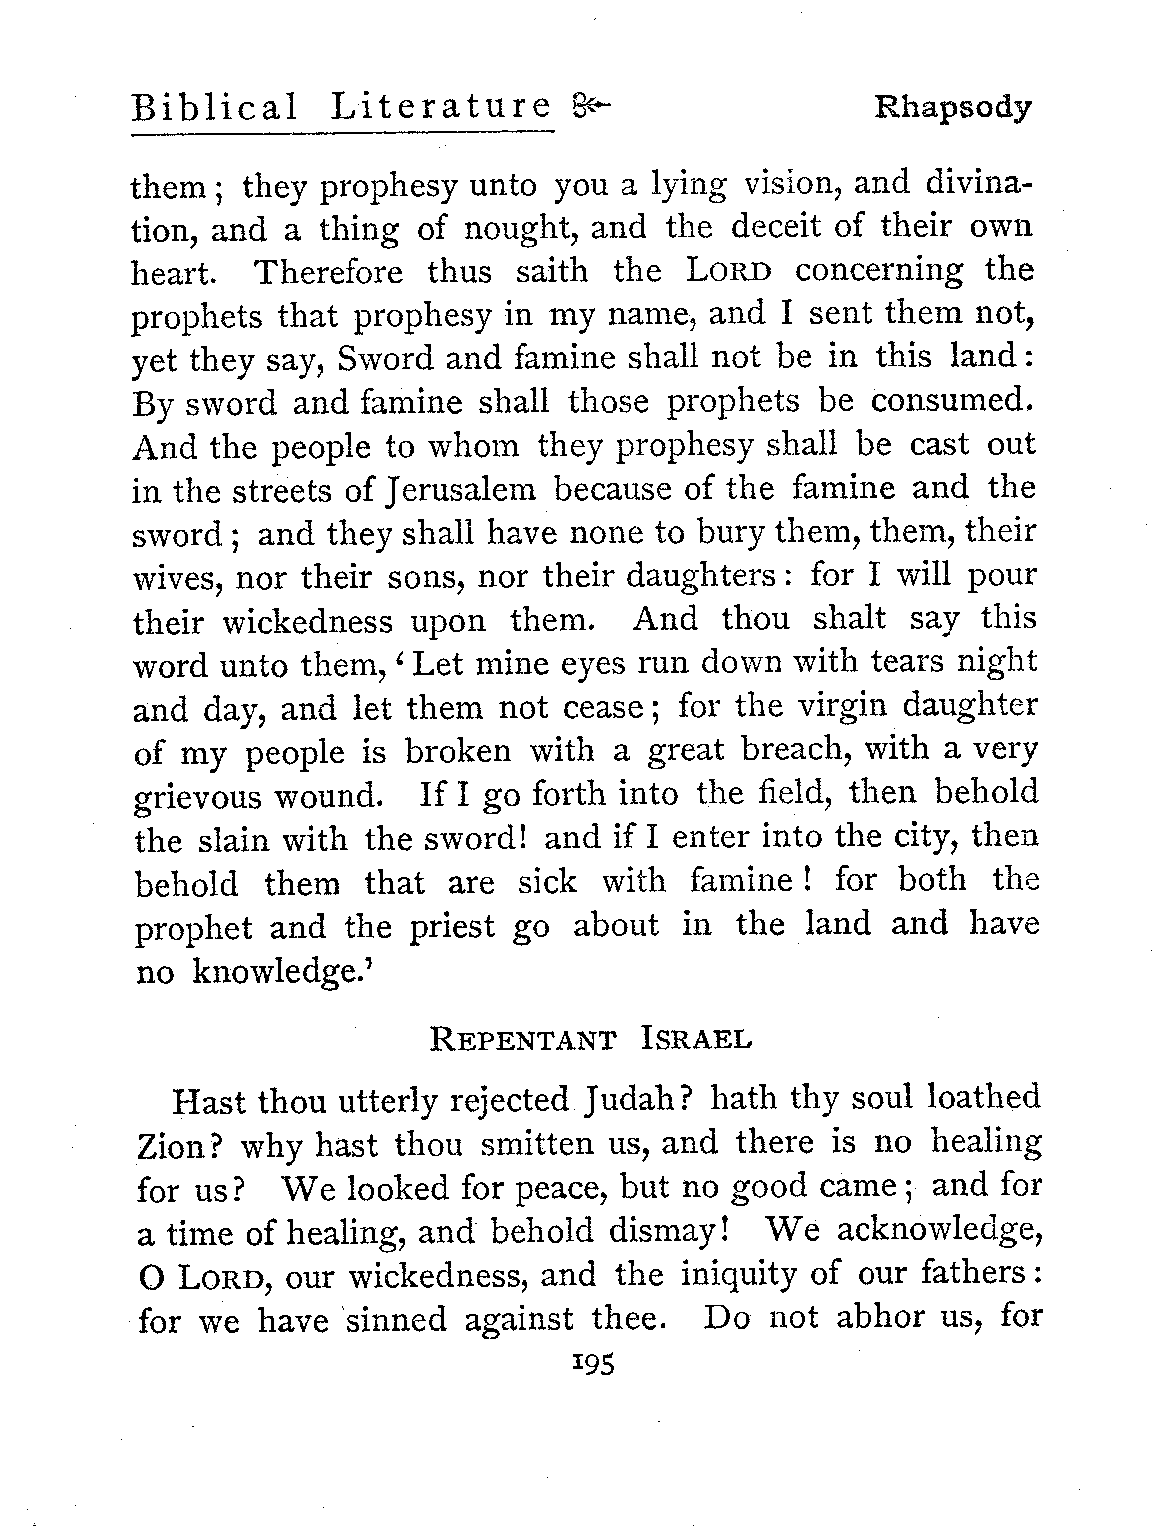 Biblical Literature Rhapsody
them; they prophesy unto you a lying vision, and divina-
tion, and a thing of nought, and the deceit of their own
heart. Therefore thus saith the LORD concerning the
prophets that prophesy in my name, and I sent them not,
yet they say, Sword and famine shall not be in this land:
By sword and famine shall those prophets be consumed.
And the people to whom they prophesy shall be cast out
in the streets of Jerusalem because of the famine and the
sword; and they shall have none to bury them, them, their
wives, nor their sons, nor their daughters: for I will pour
their wickedness upon them. And thou shalt say this
word unto them, ‘Let mine eyes run down with tears night
and day, and let them not cease; for the virgin daughter
of my people is broken with a great breach, with a very
grievous wound. If I go forth into the field, then behold
the slain with the sword! and if I enter into the city, then
behold them that are sick with famine! for both the
prophet and the priest go about in the land and have
no knowledge.’
REPENTANT ISRAEL
Hast thou utterly rejected Judah? hath thy soul loathed
Zion? why hast thou smitten us, and there is no healing
for us? We looked for peace, but no good came; and for
a time of healing, and behold dismay! We acknowledge,
O LORD, our wickedness, and the iniquity of our fathers:
for we have sinned against thee. Do not abhor us, for
195